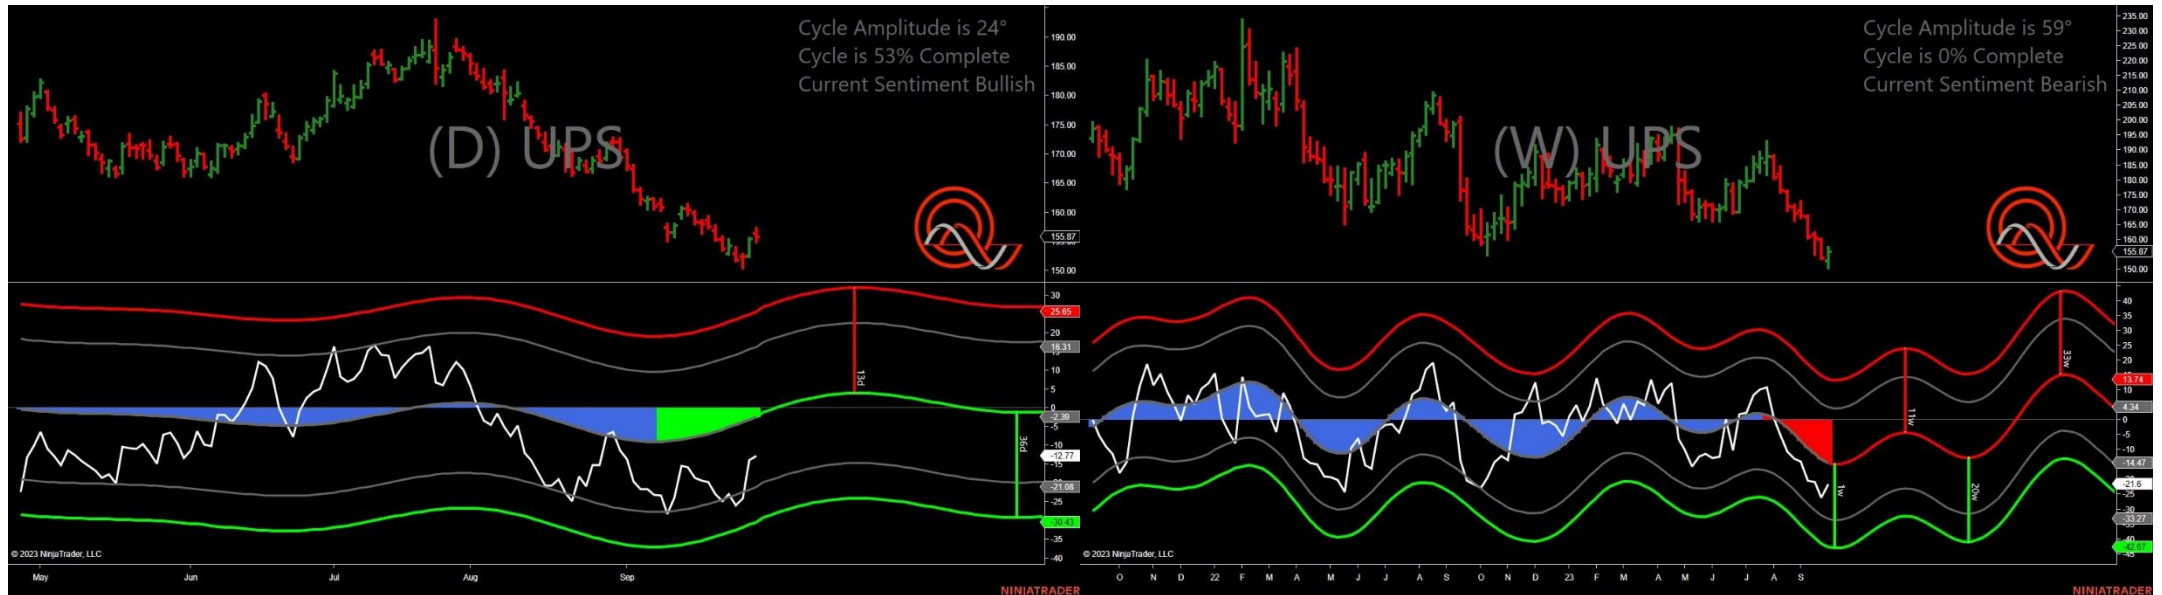 Cycle Amplitude is 24°
Cycle is 53% Complete
Current Sentiment Bullish
(D) UPS
190.00
185.00
180.00
175.00
170.00
165.00
160.00
155.87
150.00
30
25.65
20
16.31
10
5
0
-2.39
-5
-10
-12.77
-15
-21.08
-30.43
-35
-40
13d
36d
© 2023 NinjaTrader, LLC
May Jun Jul Aug Sep
NINJATRADER
Cycle Amplitude is 59°
Cycle is 0% Complete
Current Sentiment Bearish
(W) UPS
235.00
230.00
225.00
220.00
215.00
210.00
205.00
200.00
195.00
190.00
185.00
180.00
175.00
170.00
165.00
160.00
155.87
150.00
40
35
30
25
20
13.74
4.34
0
-5
-10
-14.47
-21.6
-25
-33.27
-42.67
1w
11w
20w
33w
© 2023 NinjaTrader, LLC
O N D 22 F M A M J J A S O N D 23 F M A M J J A S
NINJATRADER